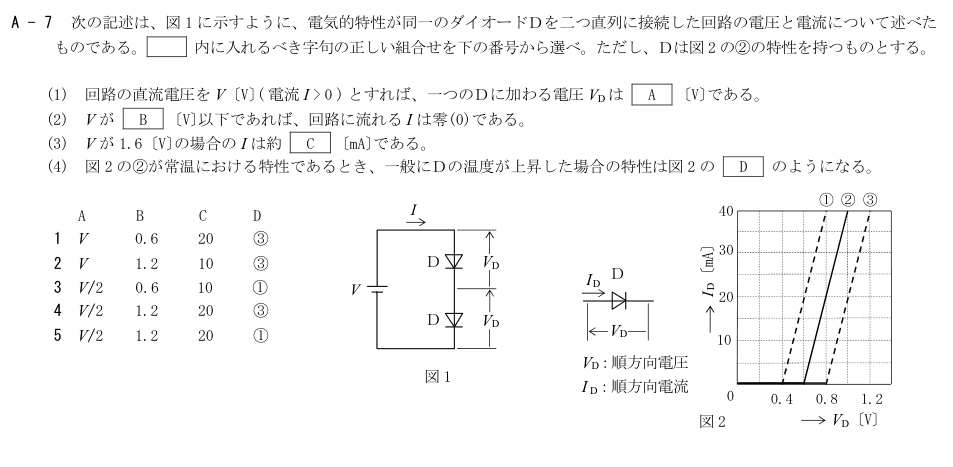 A － 7 次の記述は、図１に示すように、電気的特性が同一のダイオードＤを二つ直列に接続した回路の電圧と電流について述べた
ものである。 内に入れるべき字句の正しい組合せを下の番号から選べ。ただし、Ｄは図２の②の特性を持つものとする。
(1) 回路の直流電圧を V〔V〕(電流 I＞0)とすれば、一つのＤに加わる電圧 VDは A 〔V〕である。
(2) V が B 〔V〕以下であれば、回路に流れる I は零(0)である。
(3) V が 1.6〔V〕の場合の I は約 C 〔mA〕である。
(4) 図２の②が常温における特性であるとき、一般にＤの温度が上昇した場合の特性は図２の D のようになる。
A B C D
1 V 0.6 20 ③
2 V 1.2 10 ③
3 V/2 0.6 10 ①
4 V/2 1.2 20 ③
5 V/2 1.2 20 ①
I
D VD
V
D VD
図１
ID D
VD
VD：順方向電圧
ID：順方向電流
① ② ③
40
30
20
10
0 0.4 0.8 1.2
ID〔mA〕
VD〔V〕
図２